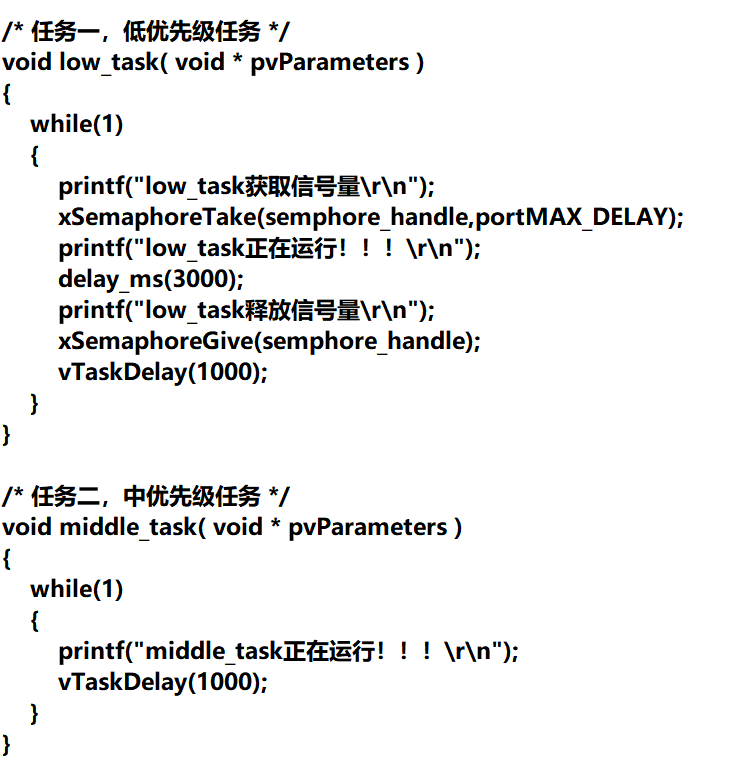 /* 任务一，低优先级任务 */
void low_task( void * pvParameters )
{
    while(1)
    {
        printf("low_task获取信号量\r\n");
        xSemaphoreTake(semphore_handle,portMAX_DELAY);
        printf("low_task正在运行！！！\r\n");
        delay_ms(3000);
        printf("low_task释放信号量\r\n");
        xSemaphoreGive(semphore_handle);
        vTaskDelay(1000);
    }
}

/* 任务二，中优先级任务 */
void middle_task( void * pvParameters )
{
    while(1)
    {
        printf("middle_task正在运行！！！\r\n");
        vTaskDelay(1000);
    }
}